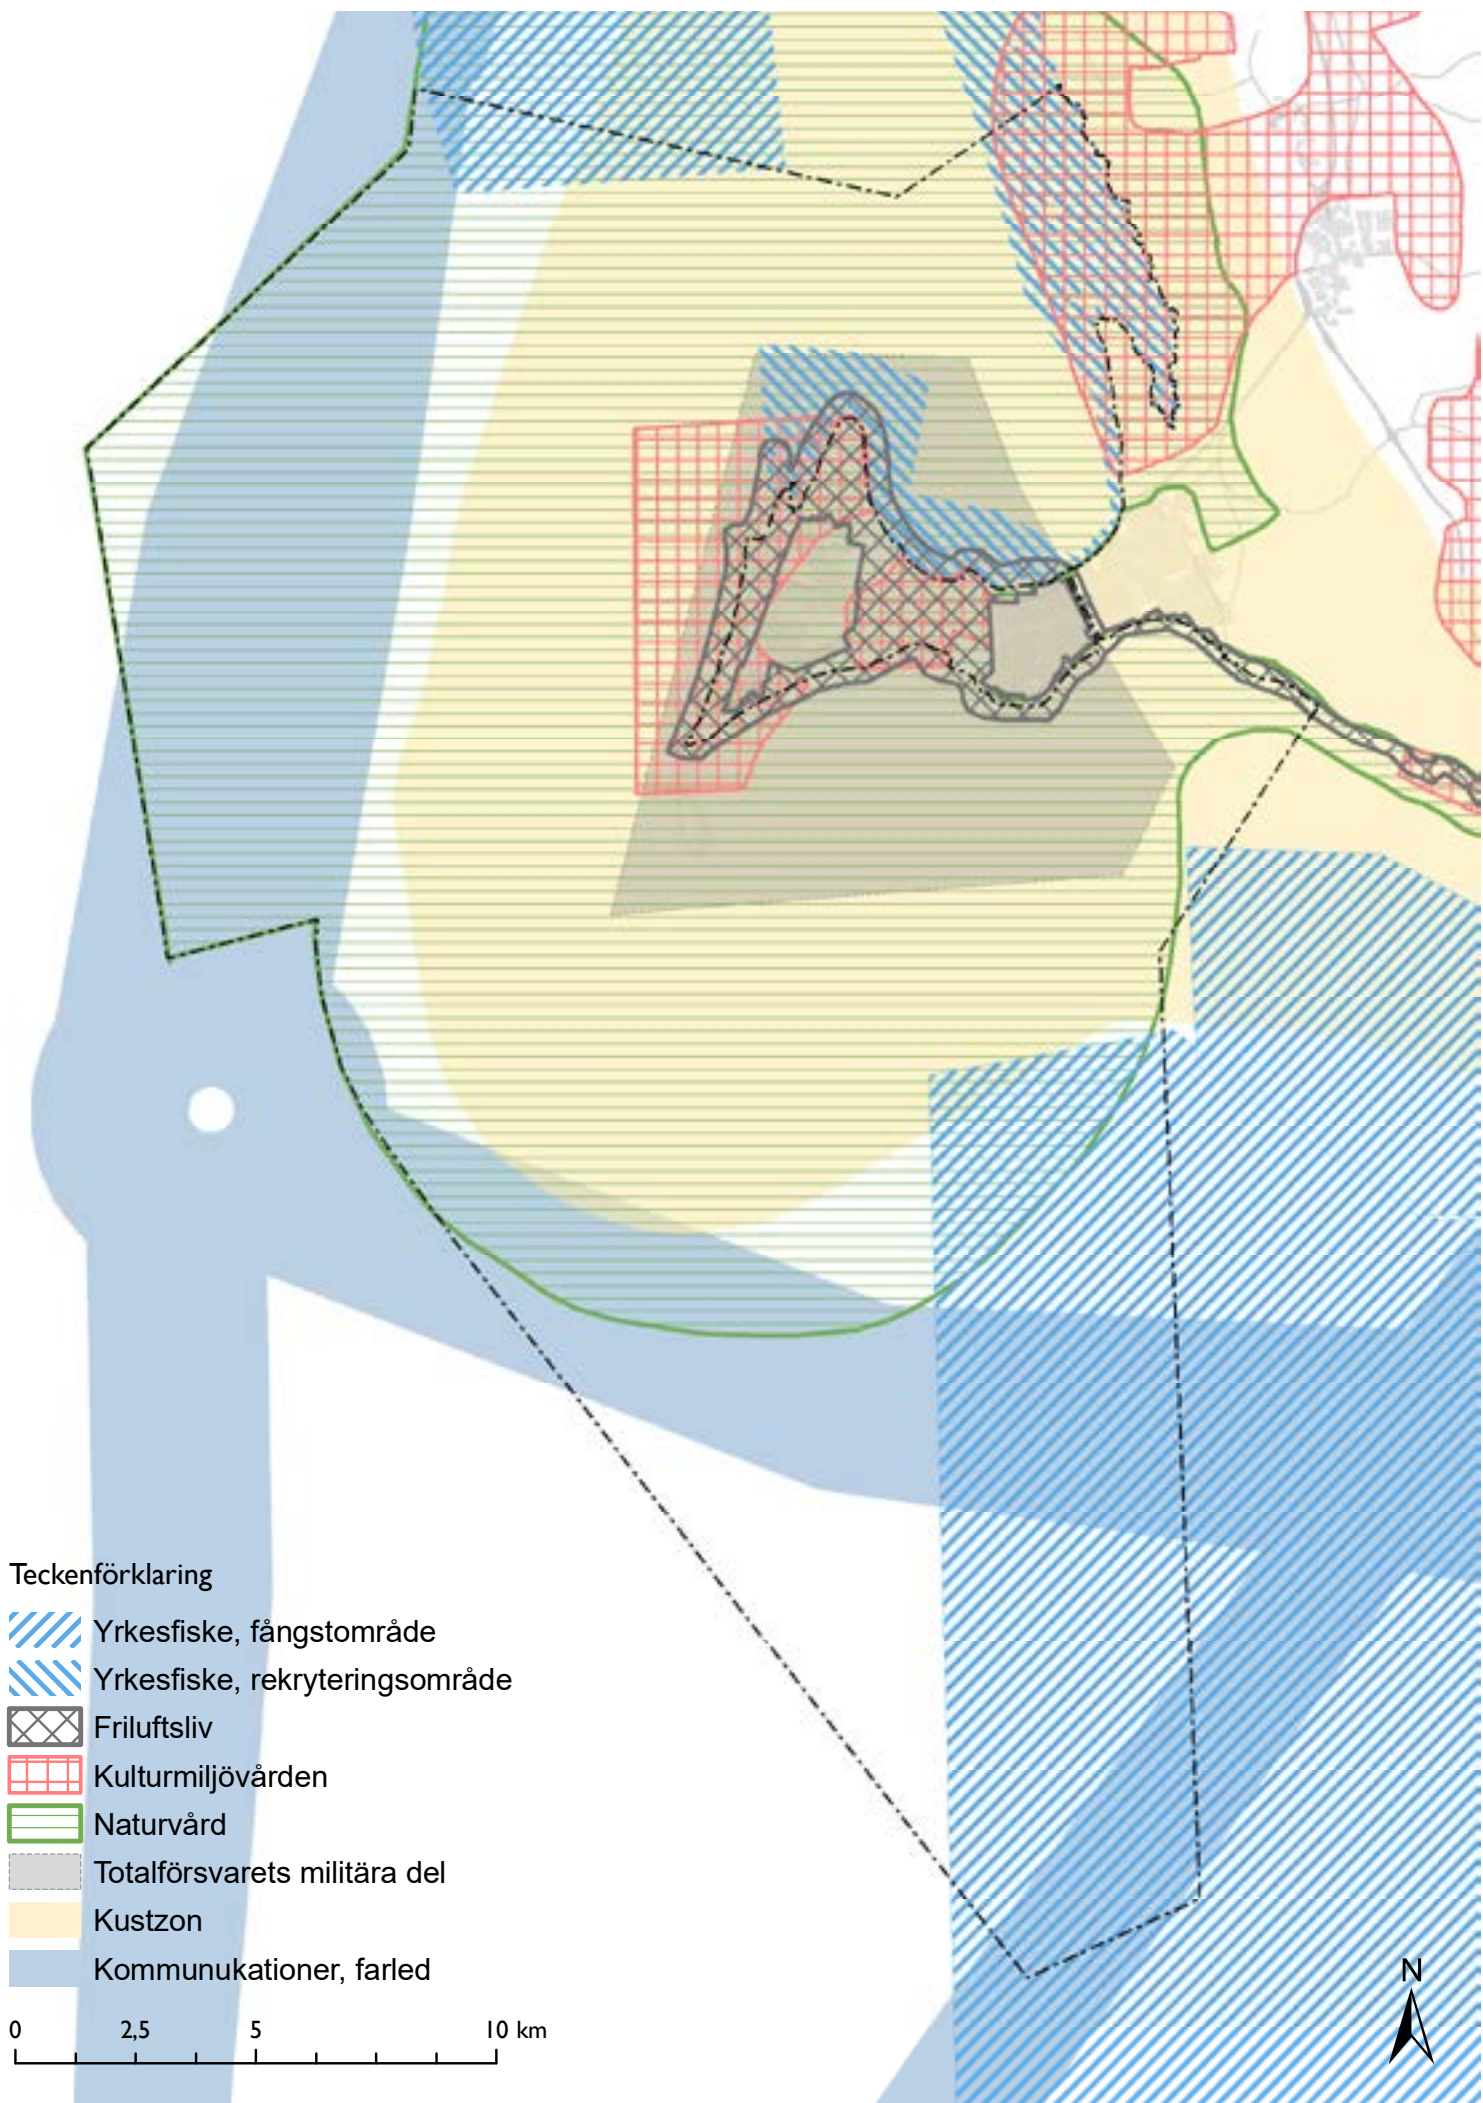 Teckenförklaring
Yrkesfiske, fångstområde
Yrkesfiske, rekryteringsområde
Friluftsliv
Kulturmiljövården
Naturvård
Totalförsvarets militära del
Kustzon
Kommunukationer, farled
0 2,5 5 10 km
N